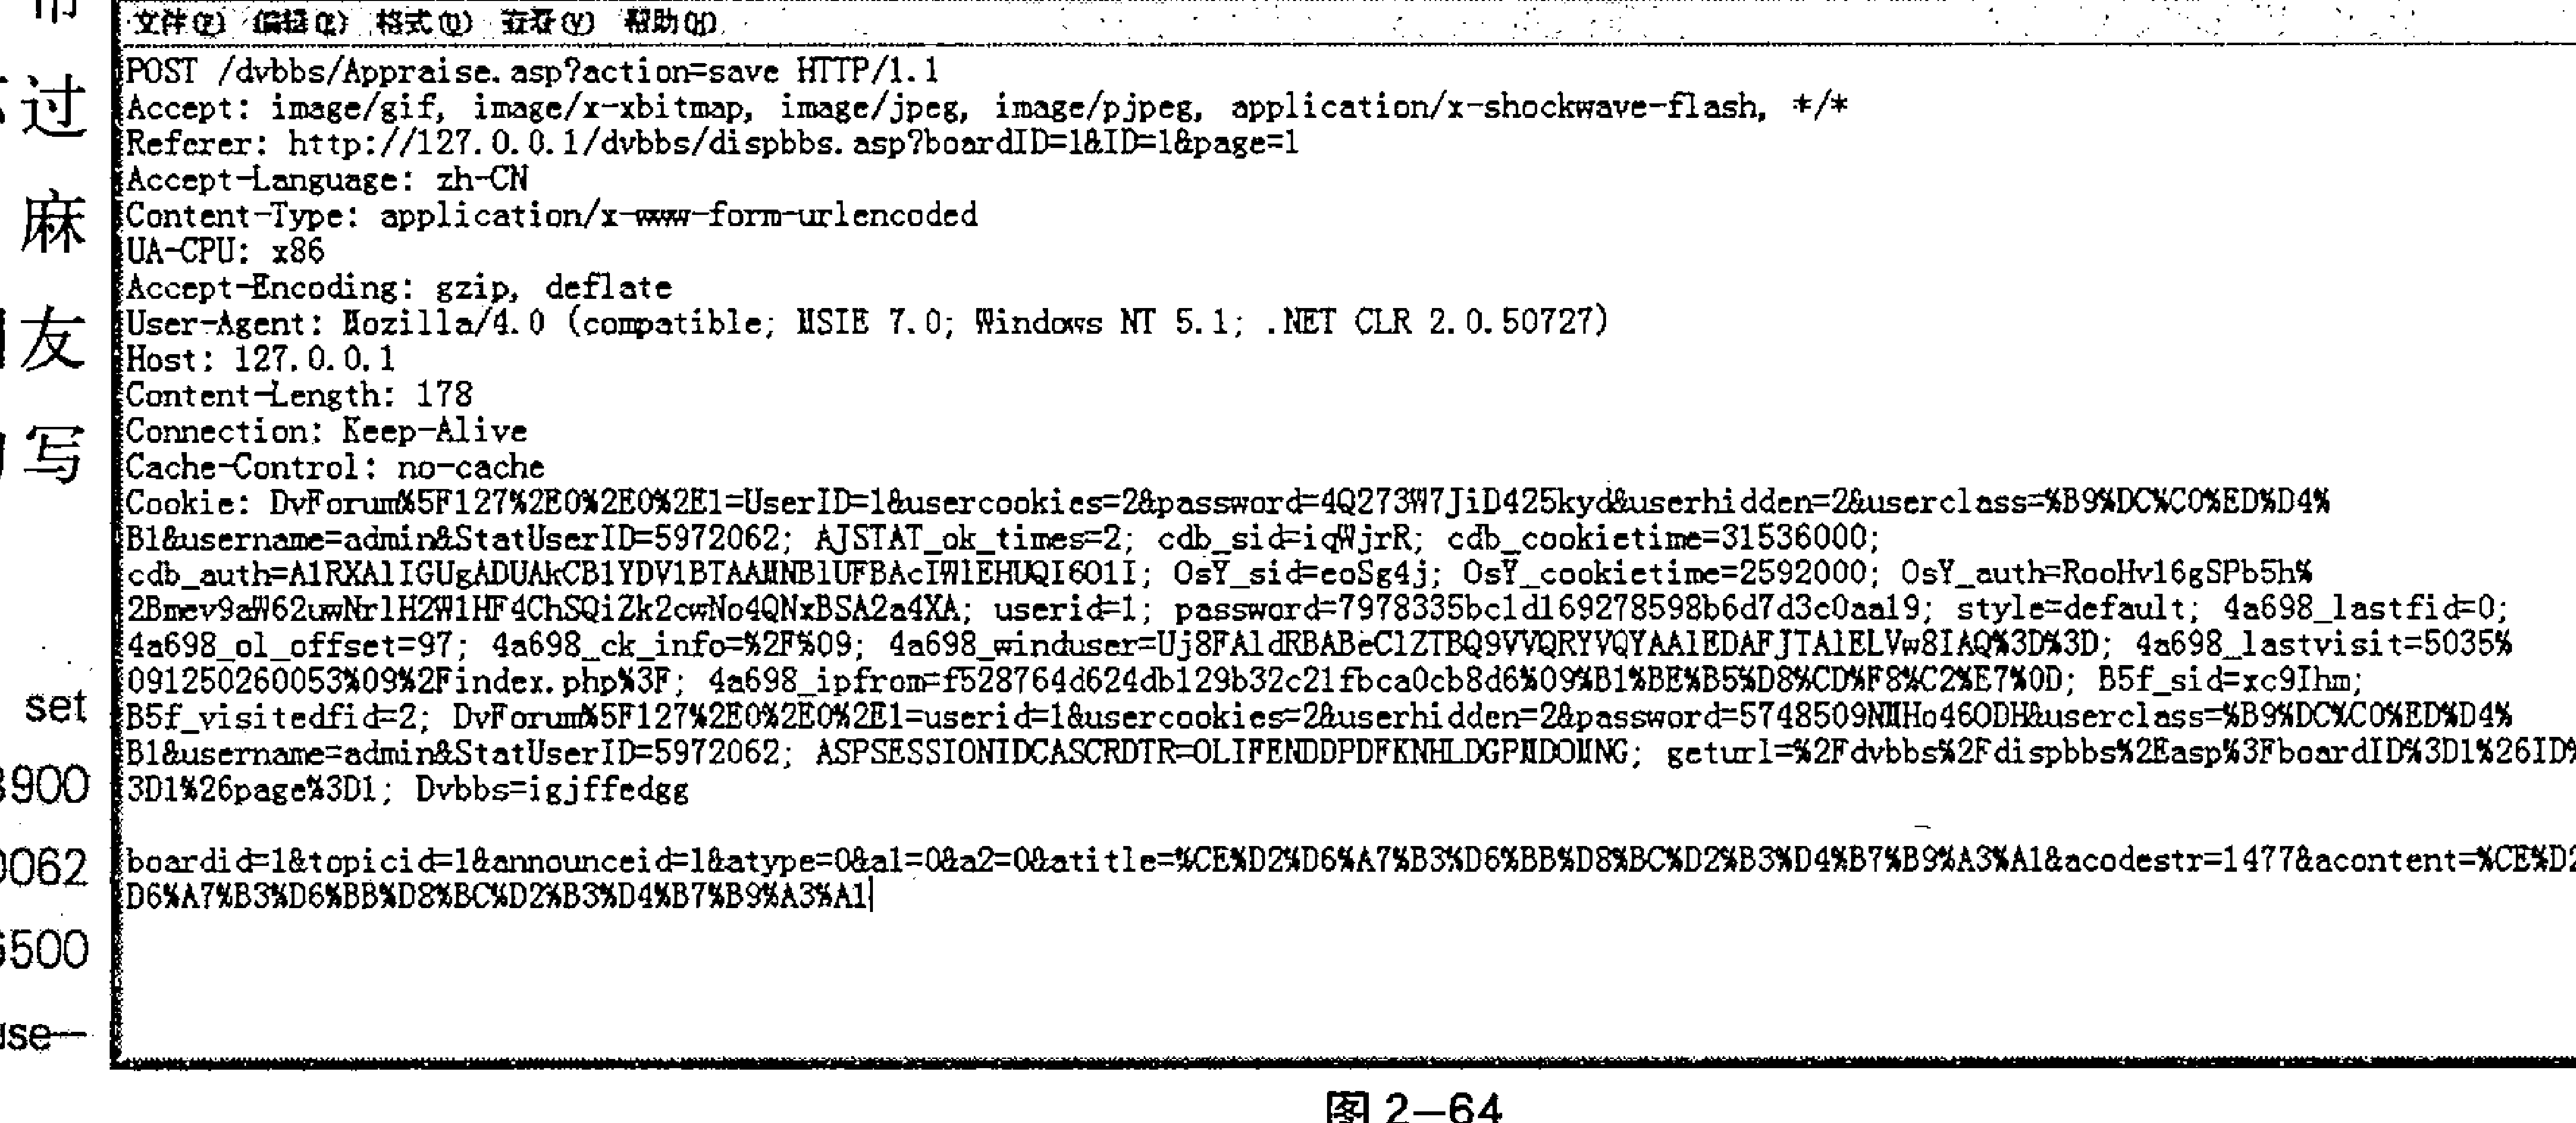 文件(F) 编辑(E) 格式(O) 查看(V) 帮助(H)
POST /dvbbs/Appraise.asp?action=save HTTP/1.1
Accept: image/gif, image/x-xbitmap, image/jpeg, image/pjpeg, application/x-shockwave-flash, */*
Referer: http://127.0.0.1/dvbbs/dispbbs.asp?boardID=1&ID=1&page=1
Accept-Language: zh-CN
Content-Type: application/x-www-form-urlencoded
UA-CPU: x86
Accept-Encoding: gzip, deflate
User-Agent: Mozilla/4.0 (compatible; MSIE 7.0; Windows NT 5.1; .NET CLR 2.0.50727)
Host: 127.0.0.1
Content-Length: 178
Connection: Keep-Alive
Cache-Control: no-cache
Cookie: DvForum%5F127%2E0%2E0%2E1=UserID=1&usercookies=2&password=4Q273W7JiD425kyd&userhidden=2&userclass=%B9%DC%C0%ED%D4%
B1&username=admin&StatUserID=5972062; AJSTAT_ok_times=2; cdb_sid=iqWjrR; cdb_cookietime=31536000;
cdb_auth=A1RXA1IGUgADUAkCB1YDV1BTAAMNB1UFBAcIW1EHUQI6O1I; OsY_sid=eoSg4j; OsY_cookietime=2592000; OsY_auth=RooHv16gSPb5h%
2Bmev9aW62uwNr1H2W1HF4ChSQiZk2cwNo4QNxBSA2a4XA; userid=1; password=7978335bc1d169278598b6d7d3c0aa19; style=default; 4a698_lastfid=0;
4a698_ol_offset=97; 4a698_ck_info=%2F%09; 4a698_winduser=Uj8FA1dRBABeC1ZTBQ9VVQRYVQYAA1EDAFJTA1ELVw8IAQ%3D%3D; 4a698_lastvisit=5035%
091250260053%09%2Findex.php%3F; 4a698_ipfrom=f528764d624db129b32c21fbca0cb8d6%09%B1%BE%B5%D8%CD%F8%C2%E7%0D; B5f_sid=xc9Ihm;
B5f_visitedfid=2; DvForum%5F127%2E0%2E0%2E1=userid=1&usercookies=2&userhidden=2&password=5748509NMHo46ODH&userclass=%B9%DC%C0%ED%D4%
B1&username=admin&StatUserID=5972062; ASPSESSIONIDCASCRDTR=OLIFENDDPDFKNHLDGPMDOMNG; geturl=%2Fdvbbs%2Fdispbbs%2Easp%3FboardID%3D1%26ID%
3D1%26page%3D1; Dvbbs=igjffedgg
boardid=1&topicid=1&announceid=1&atype=0&a1=0&a2=0&atitle=%CE%D2%D6%A7%B3%D6%BB%D8%BC%D2%B3%D4%B7%B9%A3%A1&acodestr=1477&acontent=%CE%D2
D6%A7%B3%D6%BB%D8%BC%D2%B3%D4%B7%B9%A3%A1
过
麻
友
写
set
900
0062
500
use—
图 2—64